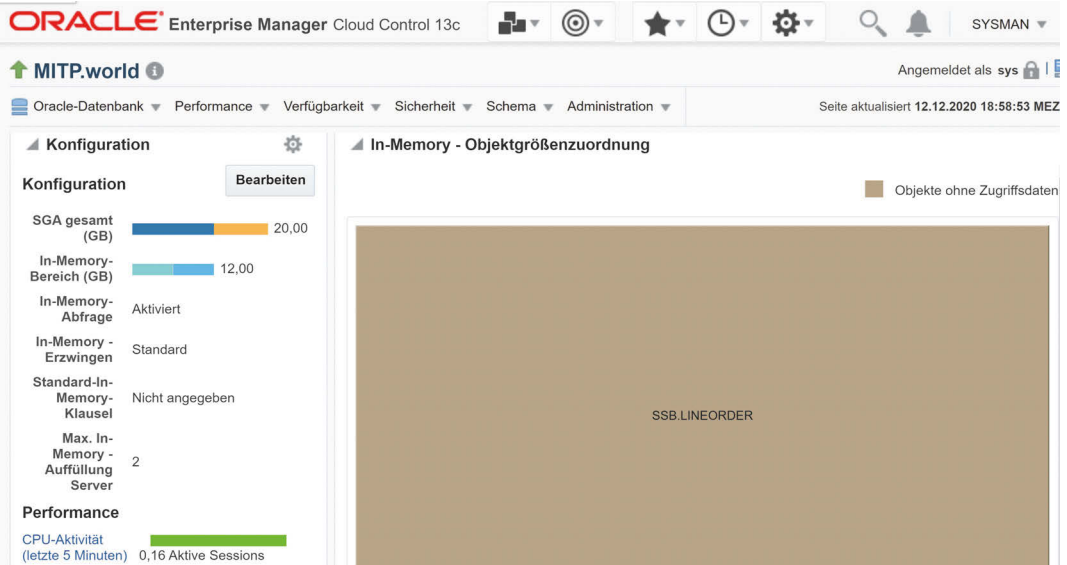 ORACLE Enterprise Manager Cloud Control 13c
SYSMAN
MITP.world
Angemeldet als sys
Oracle-Datenbank Performance Verfügbarkeit Sicherheit Schema Administration
Seite aktualisiert 12.12.2020 18:58:53 MEZ
Konfiguration
In-Memory - Objektgrößenzuordnung
Konfiguration
Bearbeiten
Objekte ohne Zugriffsdaten
SGA gesamt
(GB)
20,00
In-Memory-
Bereich (GB)
12,00
In-Memory-
Abfrage
Aktiviert
In-Memory -
Erzwingen
Standard
Standard-In-
Memory-
Klausel
Nicht angegeben
Max. In-
Memory -
Auffüllung
Server
2
SSB.LINEORDER
Performance
CPU-Aktivität
(letzte 5 Minuten)
0,16 Aktive Sessions